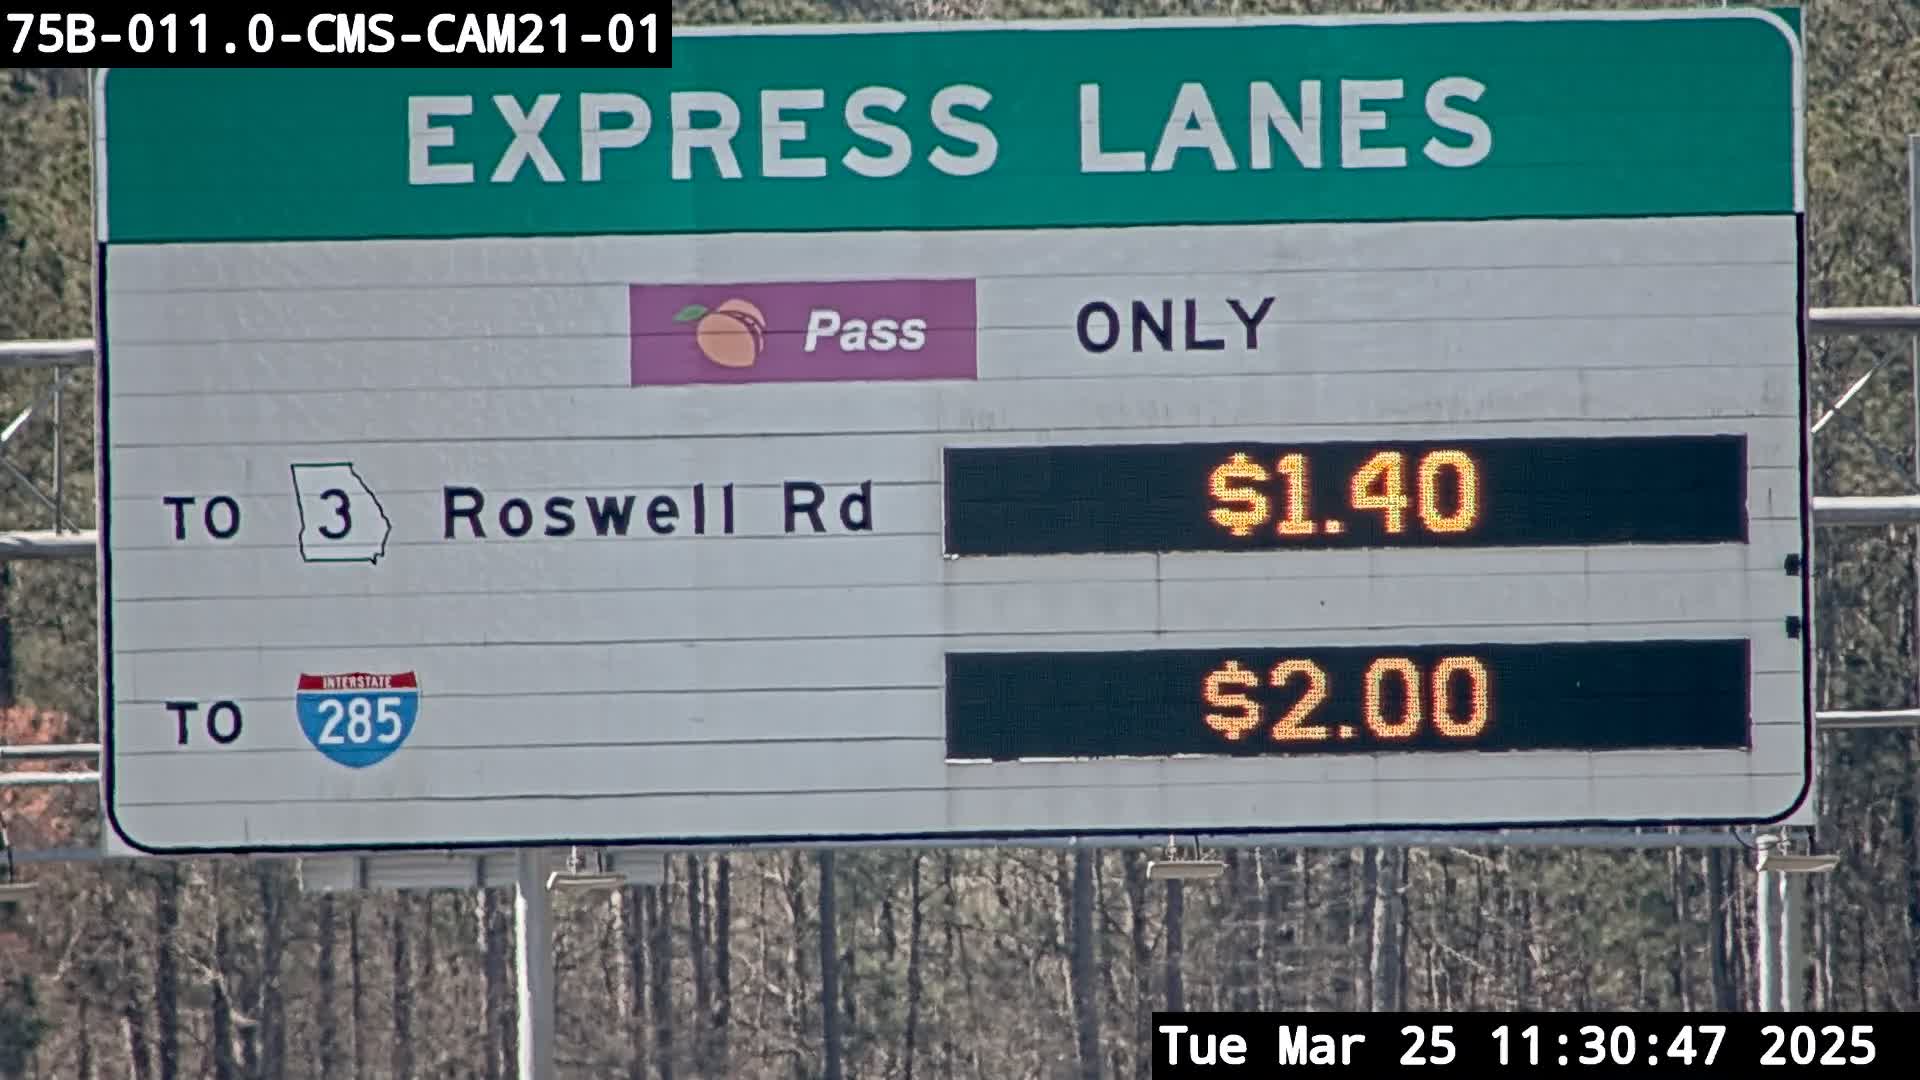 75B-011.0-CMS-CAM21-01
EXPRESS LANES
Pass ONLY
TO 3 Roswell Rd $1.40
INTERSTATE
TO 285 $2.00
Tue Mar 25 11:30:47 2025